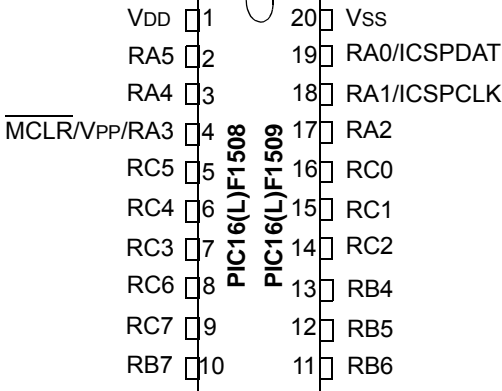 VDD 1 20 VSS
RA5 2 19 RA0/ICSPDAT
RA4 3 18 RA1/ICSPCLK
MCLR/VPP/RA3 4 17 RA2
RC5 5 16 RC0
RC4 6 15 RC1
RC3 7 14 RC2
RC6 8 13 RB4
RC7 9 12 RB5
RB7 10 11 RB6
PIC16(L)F1508
PIC16(L)F1509